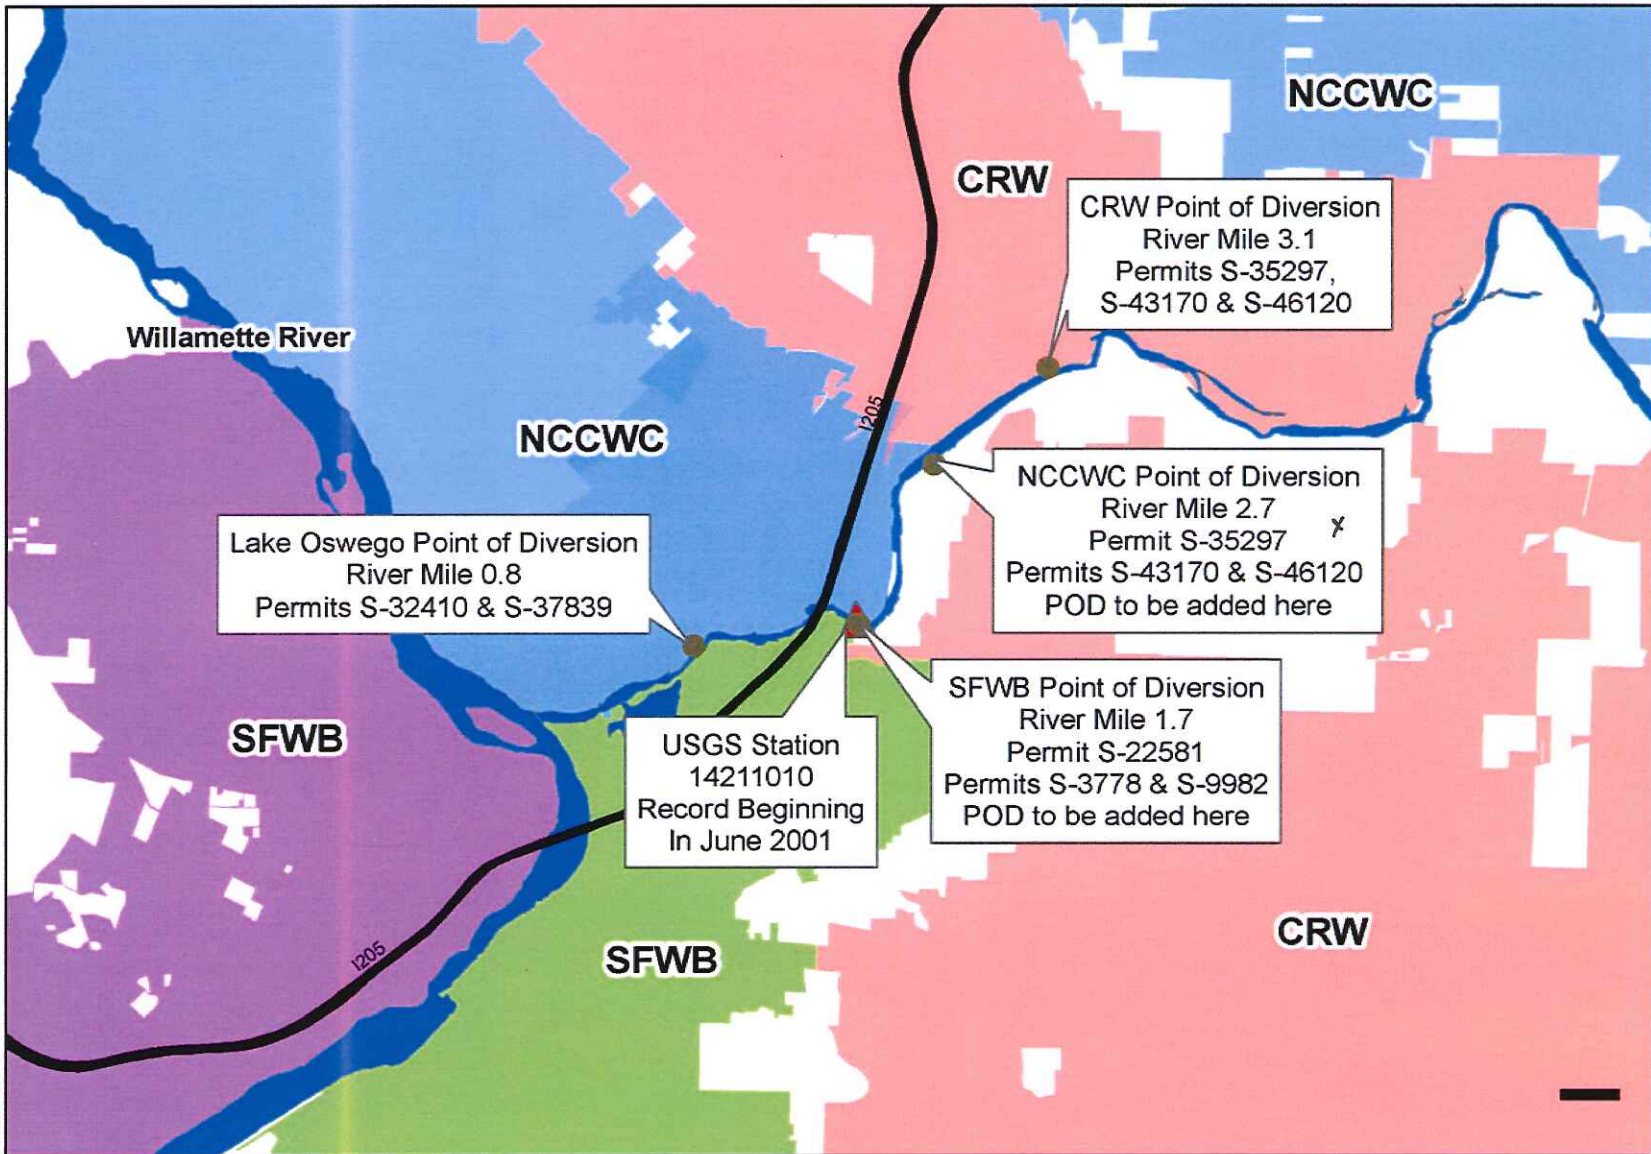 NCCWC
CRW
CRW Point of Diversion
River Mile 3.1
Permits S-35297,
S-43170 & S-46120
Willamette River
I205
NCCWC
NCCWC Point of Diversion
River Mile 2.7
Permit S-35297 x
Permits S-43170 & S-46120
POD to be added here
Lake Oswego Point of Diversion
River Mile 0.8
Permits S-32410 & S-37839
SFWB Point of Diversion
River Mile 1.7
Permit S-22581
Permits S-3778 & S-9982
POD to be added here
SFWB
USGS Station
14211010
Record Beginning
In June 2001
CRW
SFWB
I205